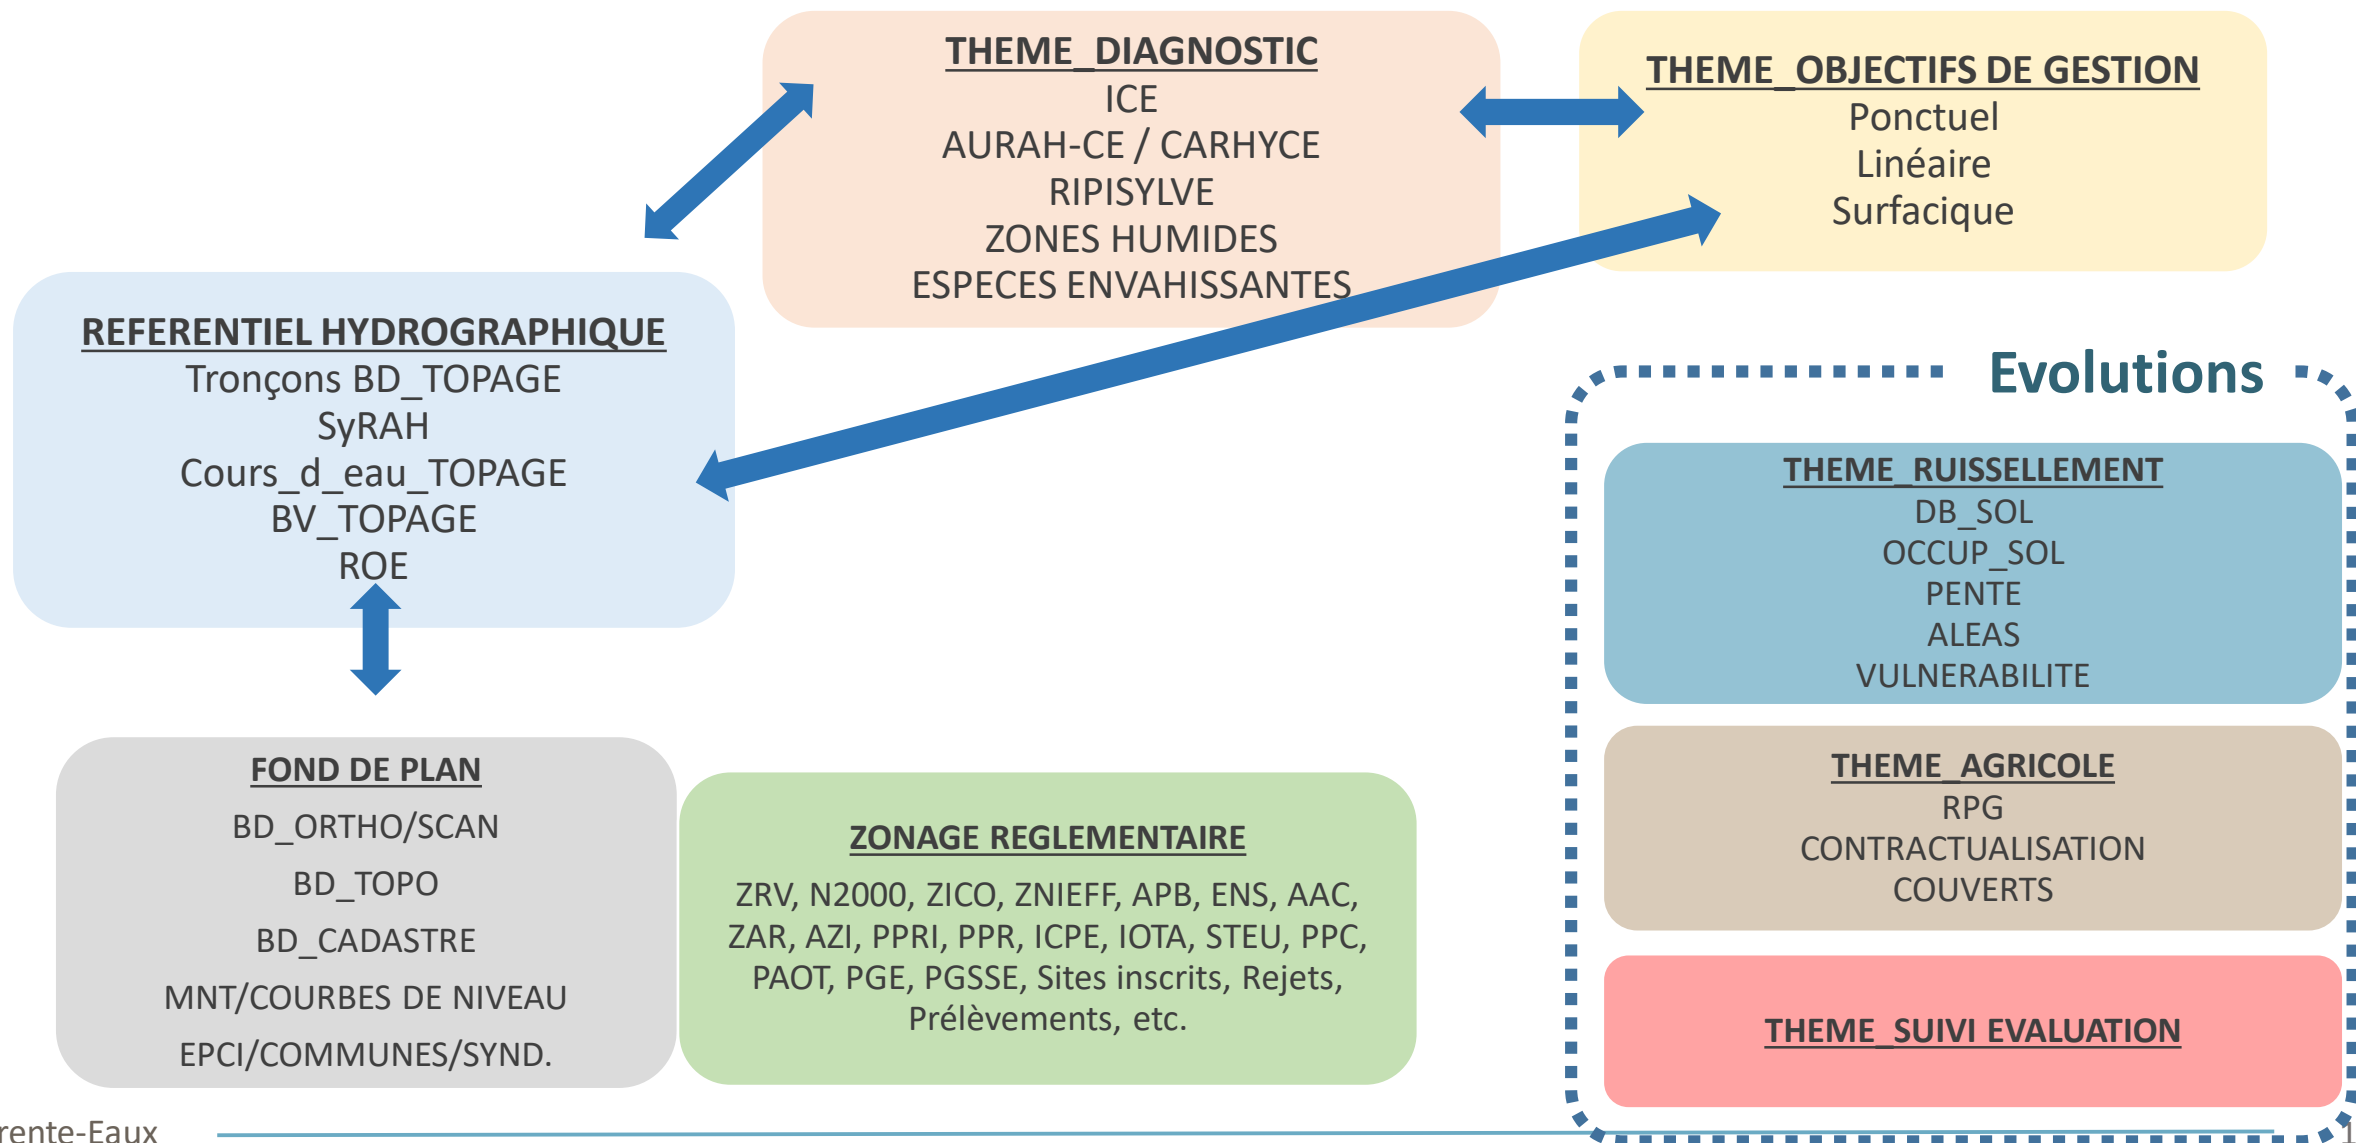 THEME_DIAGNOSTIC
ICE
AURAH-CE / CARHYCE
RIPISYLVE
ZONES HUMIDES
ESPECES ENVAHISSANTES
THEME_OBJECTIFS DE GESTION
Ponctuel
Linéaire
Surfacique
REFERENTIEL HYDROGRAPHIQUE
Tronçons BD_TOPAGE
SyRAH
Cours_d_eau_TOPAGE
BV_TOPAGE
ROE
Evolutions
THEME_RUISSELLEMENT
DB_SOL
OCCUP_SOL
PENTE
ALEAS
VULNERABILITE
THEME_AGRICOLE
RPG
CONTRACTUALISATION
COUVERTS
THEME_SUIVI EVALUATION
FOND DE PLAN
BD_ORTHO/SCAN
BD_TOPO
BD_CADASTRE
MNT/COURBES DE NIVEAU
EPCI/COMMUNES/SYND.
ZONAGE REGLEMENTAIRE
ZRV, N2000, ZICO, ZNIEFF, APB, ENS, AAC,
ZAR, AZI, PPRI, PPR, ICPE, IOTA, STEU, PPC,
PAOT, PGE, PGSSE, Sites inscrits, Rejets,
Prélèvements, etc.
rente-Eaux
1